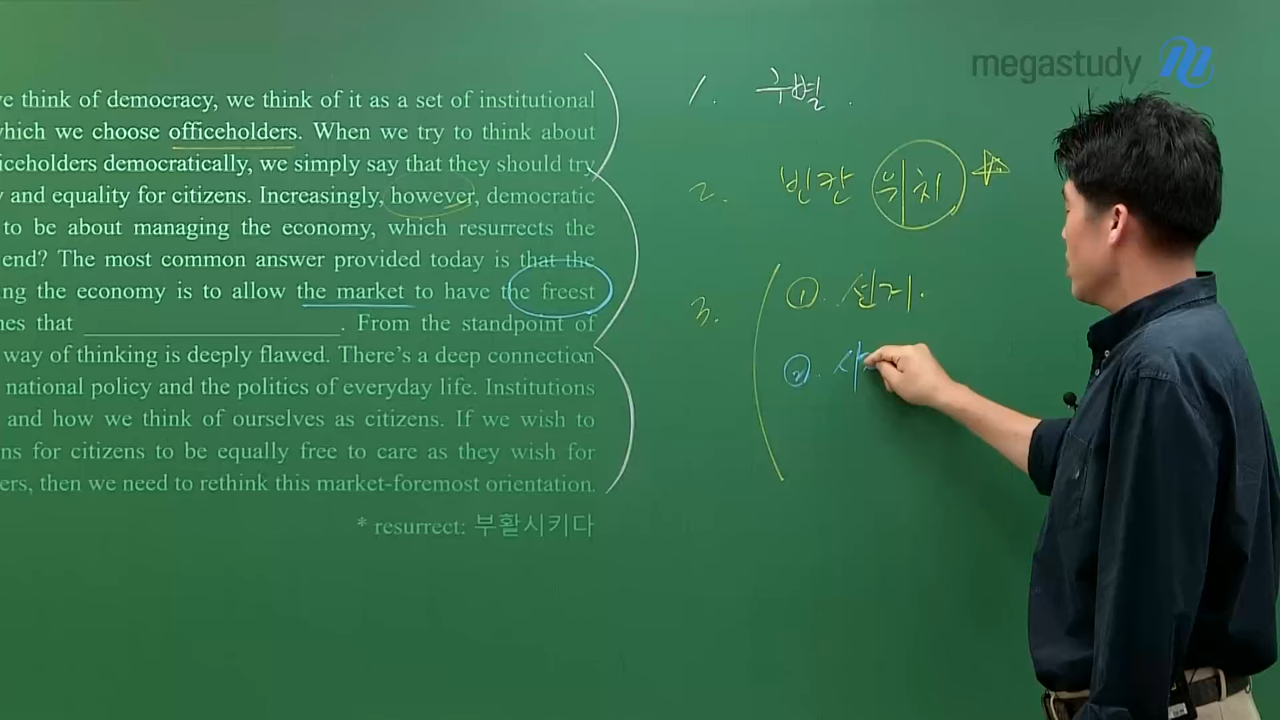 megastudy
ve think of democracy, we think of it as a set of institutional
vhich we choose officeholders. When we try to think about
iceholders democratically, we simply say that they should try
y and equality for citizens. Increasingly, however, democratic
to be about managing the economy, which resurrects the
end? The most common answer provided today is that the
ing the economy is to allow the market to have the freest
nes that ______________________. From the standpoint of
way of thinking is deeply flawed. There’s a deep connection
national policy and the politics of everyday life. Institutions
and how we think of ourselves as citizens. If we wish to
ns for citizens to be equally free to care as they wish for
ers, then we need to rethink this market-foremost orientation.
* resurrect: 부활시키다
1. 구별.
2. 빈칸 위치
3. ① 선지.
②.